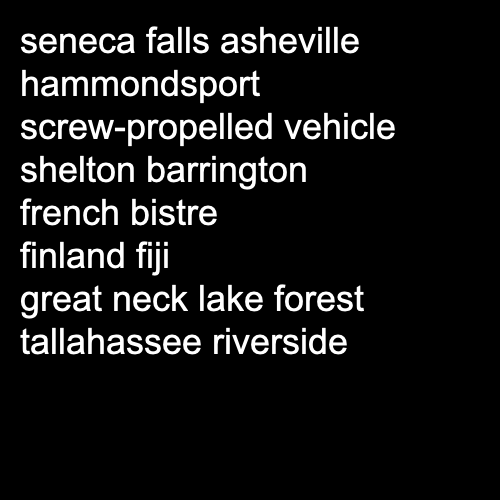 seneca falls asheville
hammondsport
screw-propelled vehicle
shelton barrington
french bistre
finland fiji
great neck lake forest
tallahassee riverside